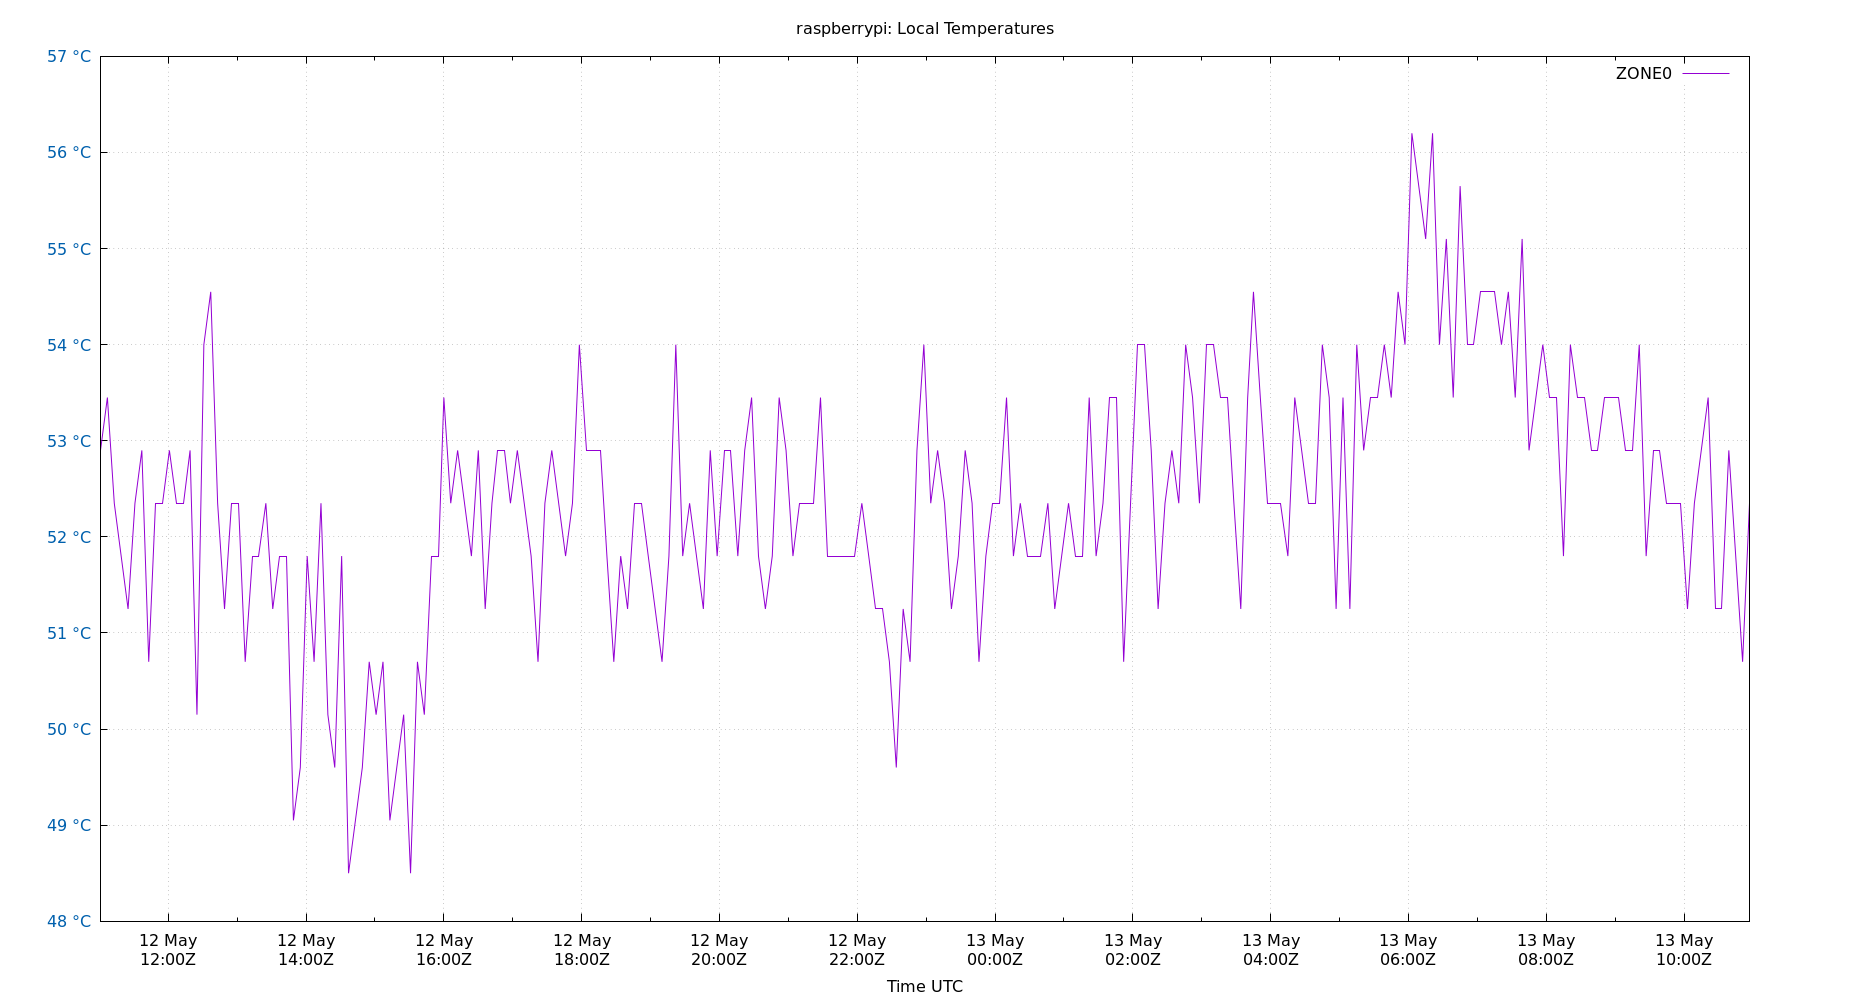 raspberrypi: Local Temperatures
57 °C
ZONE0
56 °C
55 °C
54 °C
53 °C
52 °C
51 °C
50 °C
49 °C
48 °C
12 May 12 May 12 May 12 May 12 May 12 May 13 May 13 May 13 May 13 May 13 May 13 May
12:00Z 14:00Z 16:00Z 18:00Z 20:00Z 22:00Z 00:00Z 02:00Z 04:00Z 06:00Z 08:00Z 10:00Z
Time UTC